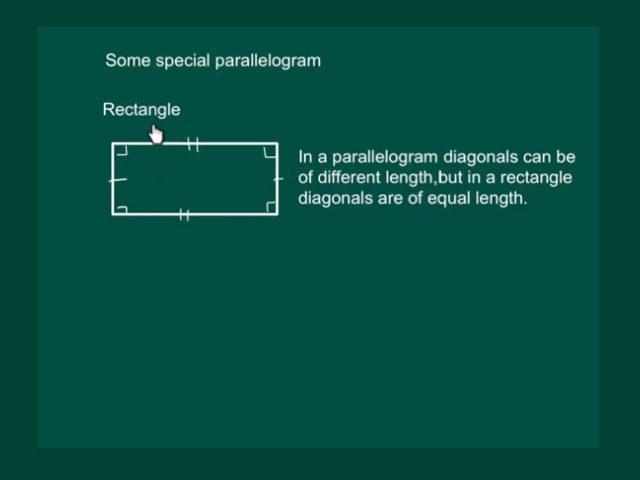 Some special parallelogram
Rectangle
In a parallelogram diagonals can be
of different length,but in a rectangle
diagonals are of equal length.